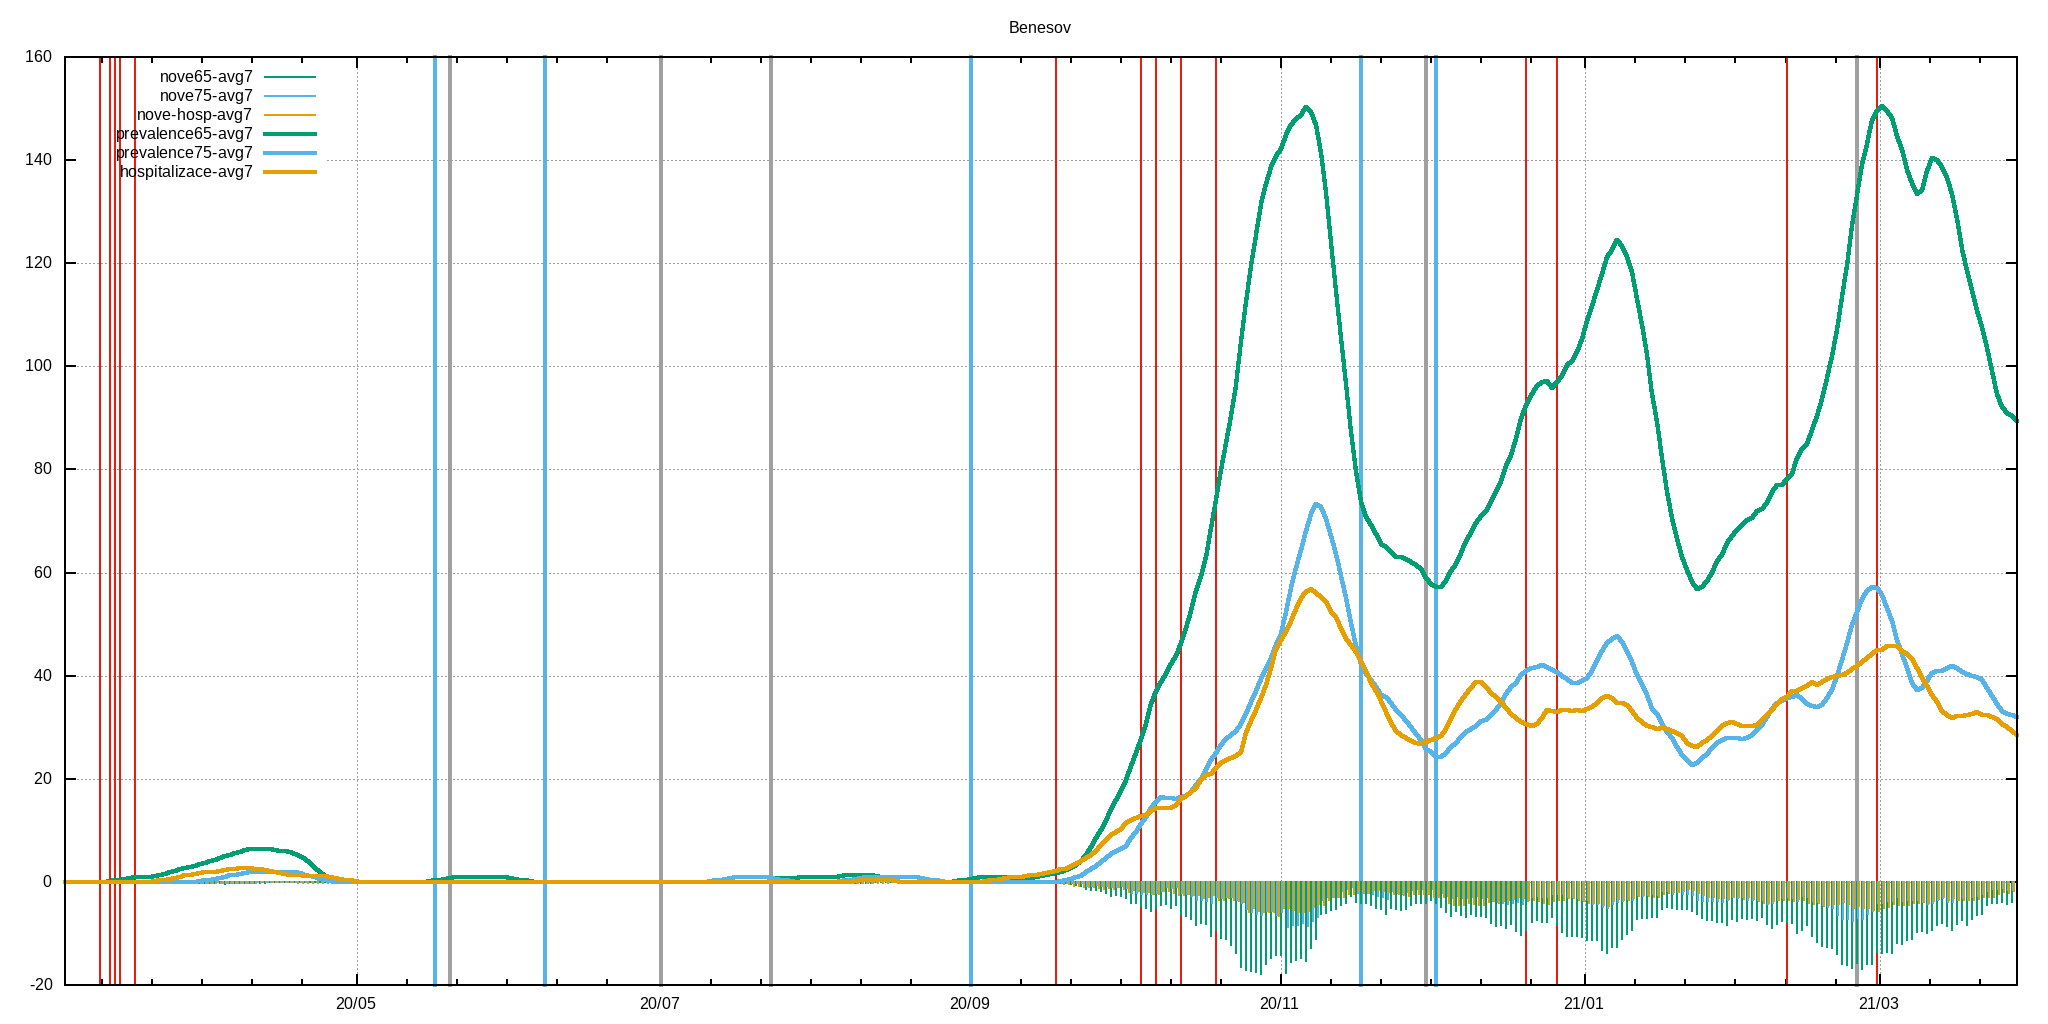 Benesov
160
140
120
100
80
60
40
20
0
-20
nove65-avg7
nove75-avg7
nove-hosp-avg7
prevalence65-avg7
prevalence75-avg7
hospitalizace-avg7
20/05
20/07
20/09
20/11
21/01
21/03